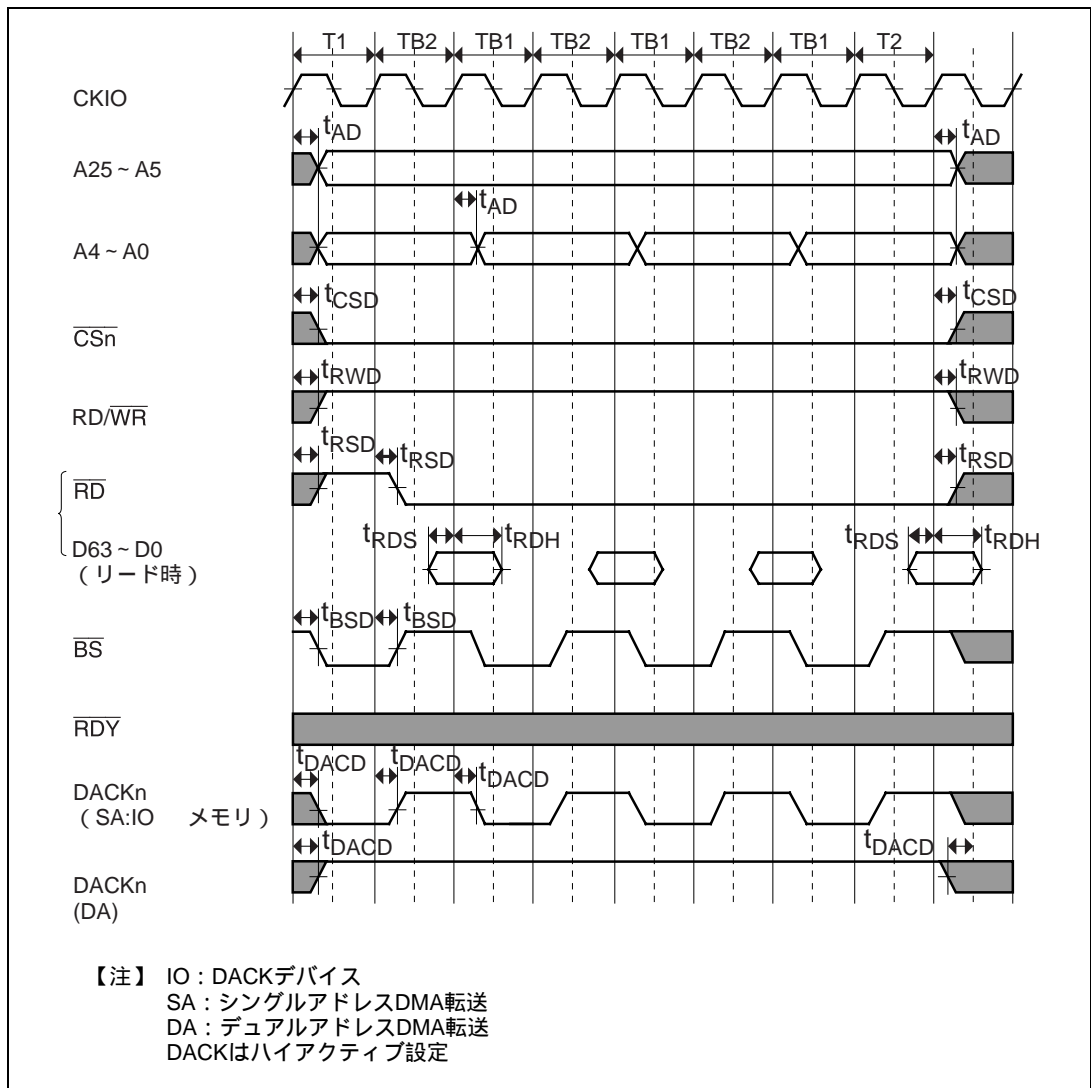 T1 TB2 TB1 TB2 TB1 TB2 TB1 T2
CKIO
tAD tAD
A25 ~ A5
tAD
A4 ~ A0
tCSD tCSD
CSn
tRWD tRWD
RD/WR
tRSD tRSD tRSD
RD
tRDS tRDH tRDS tRDH
D63 ~ D0
(リード時)
tBSD tBSD
BS
RDY
tDACD tDACD tDACD
DACKn
(SA:IO メモリ)
tDACD tDACD
DACKn
(DA)
【注】 IO:DACKデバイス
SA:シングルアドレスDMA転送
DA:デュアルアドレスDMA転送
DACKはハイアクティブ設定